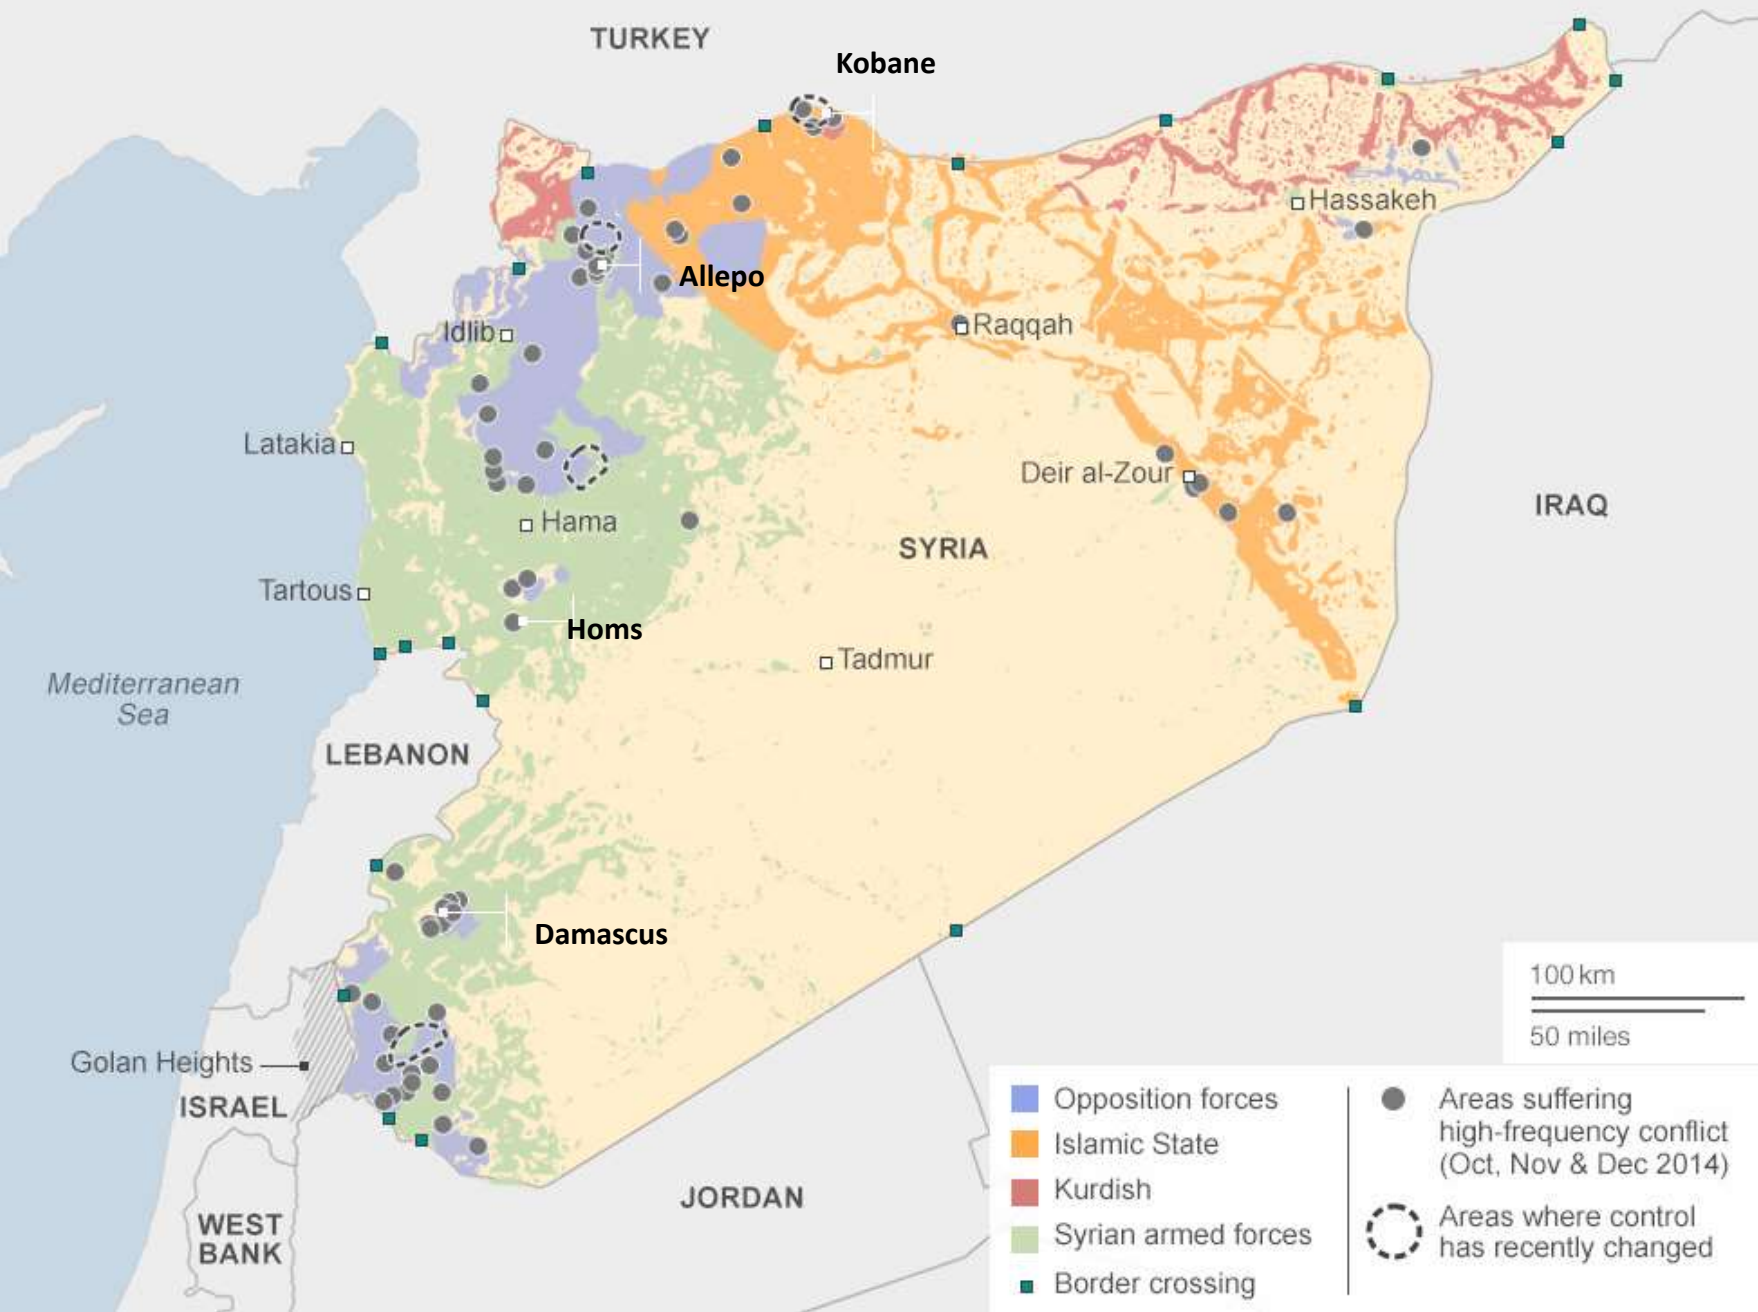 TURKEY
Kobane
Hassakeh
Allepo
Idlib
Raqqah
Latakia
Deir al-Zour
IRAQ
Hama
SYRIA
Tartous
Homs
Tadmur
Mediterranean
Sea
LEBANON
Damascus
100 km
50 miles
Golan Heights
ISRAEL
JORDAN
WEST
BANK
Opposition forces
Islamic State
Kurdish
Syrian armed forces
Border crossing
Areas suffering
high-frequency conflict
(Oct, Nov & Dec 2014)
Areas where control
has recently changed